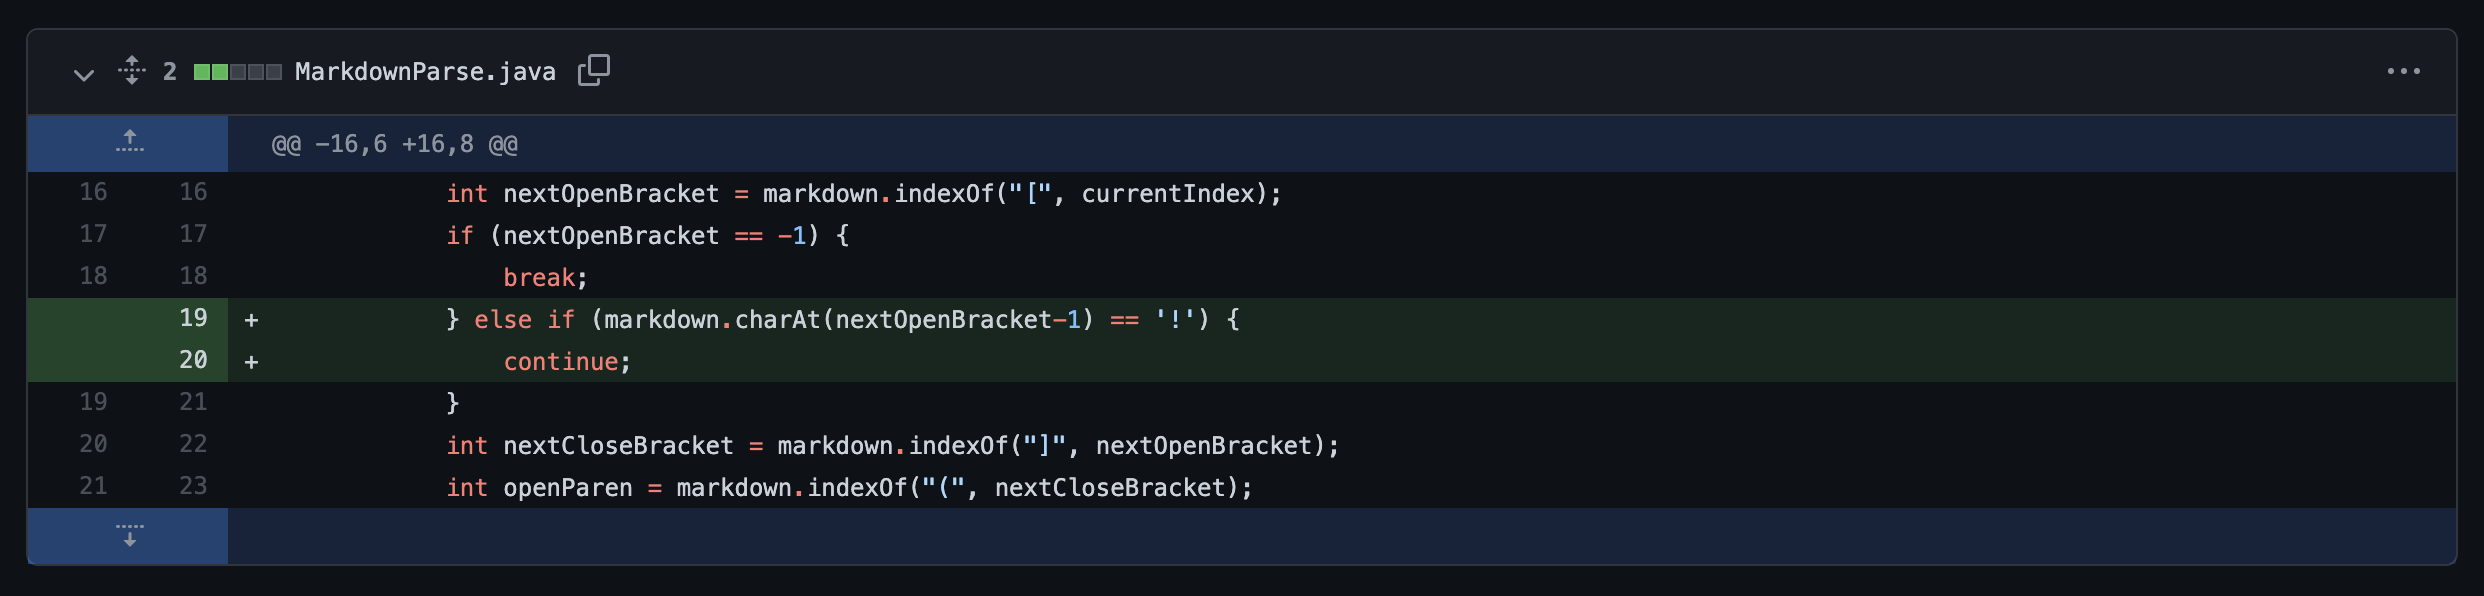 2 MarkdownParse.java
@@ -16,6 +16,8 @@
16 16 int nextOpenBracket = markdown.indexOf("[", currentIndex);
17 17 if (nextOpenBracket == -1) {
18 18 break;
19 + } else if (markdown.charAt(nextOpenBracket-1) == '!') {
20 + continue;
19 21 }
20 22 int nextCloseBracket = markdown.indexOf("]", nextOpenBracket);
21 23 int openParen = markdown.indexOf("(", nextCloseBracket);